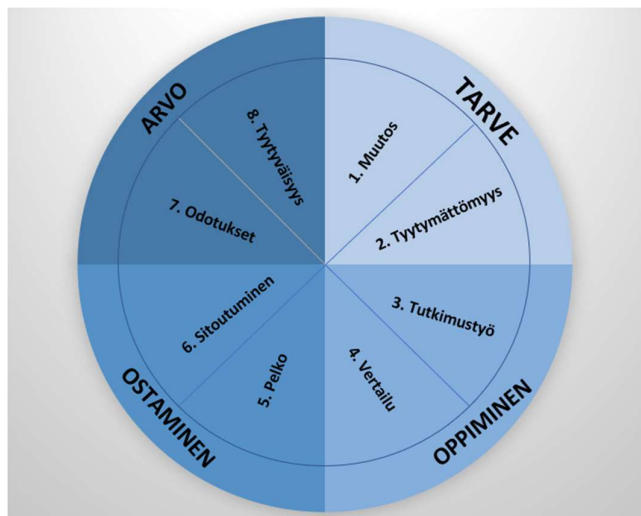 TARVE
1. Muutos
2. Tyytymättömyys
OPPIMINEN
3. Tutkimustyö
4. Vertailu
OSTAMINEN
5. Pelko
6. Sitoutuminen
ARVO
7. Odotukset
8. Tyytyväisyys